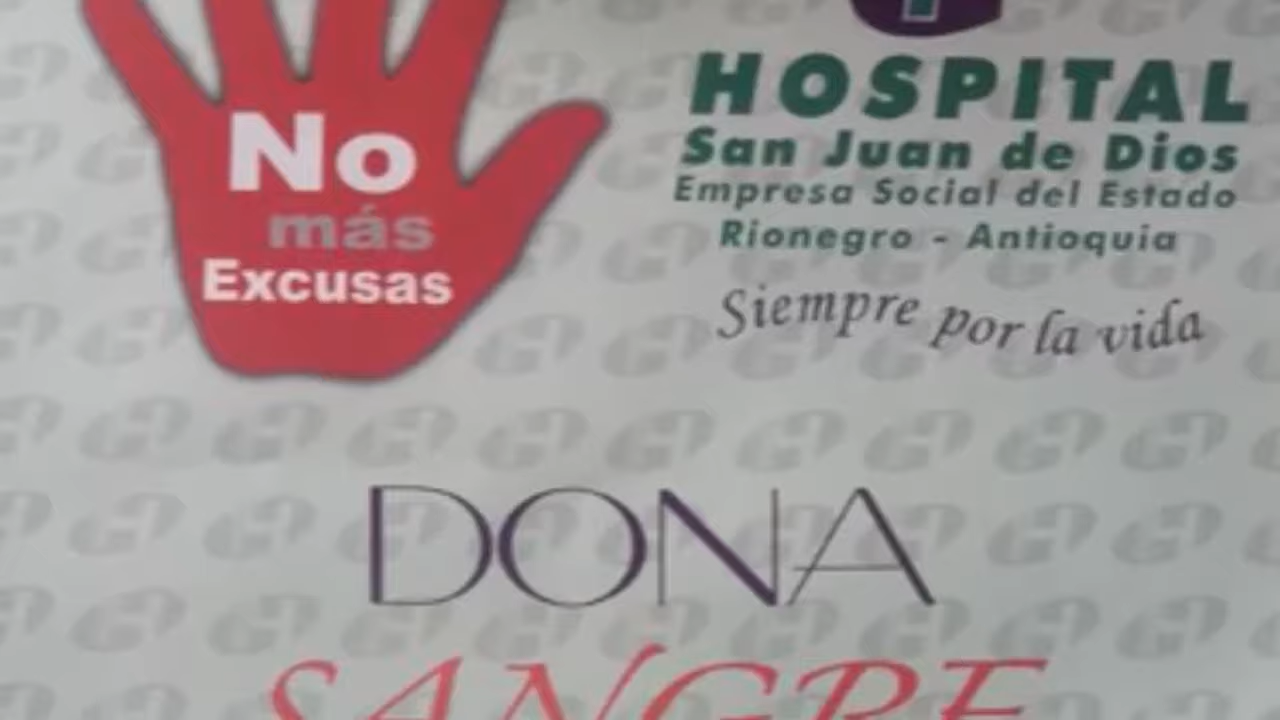 No
más
Excusas
HOSPITAL
San Juan de Dios
Empresa Social del Estado
Rionegro - Antioquia
Siempre por la vida
DONA
SANGRE